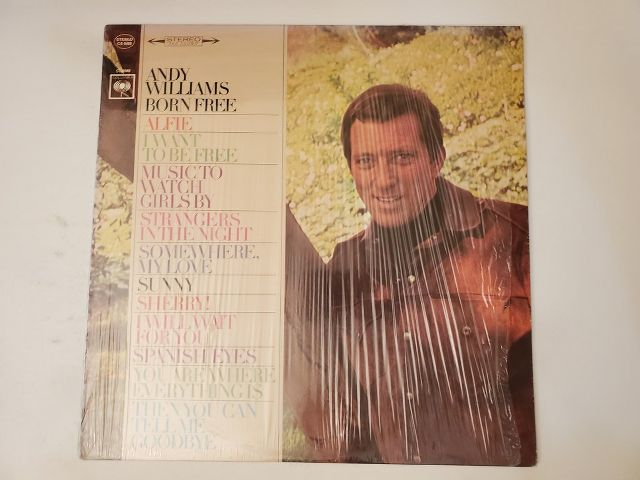 STEREO
STEREO
ANDY
WILLIAMS
BORN FREE
ALFIE
I WANT
TO BE FREE
MUSIC TO
WATCH
GIRLS BY
STRANGERS
IN THE NIGHT
SOMEWHERE,
MY LOVE
SUNNY
SHERRY!
I WILL WAIT
FOR YOU
SPANISH EYES
YOU ARE WHERE
EVERYTHING IS
THEN YOU CAN
TELL ME
GOODBYE